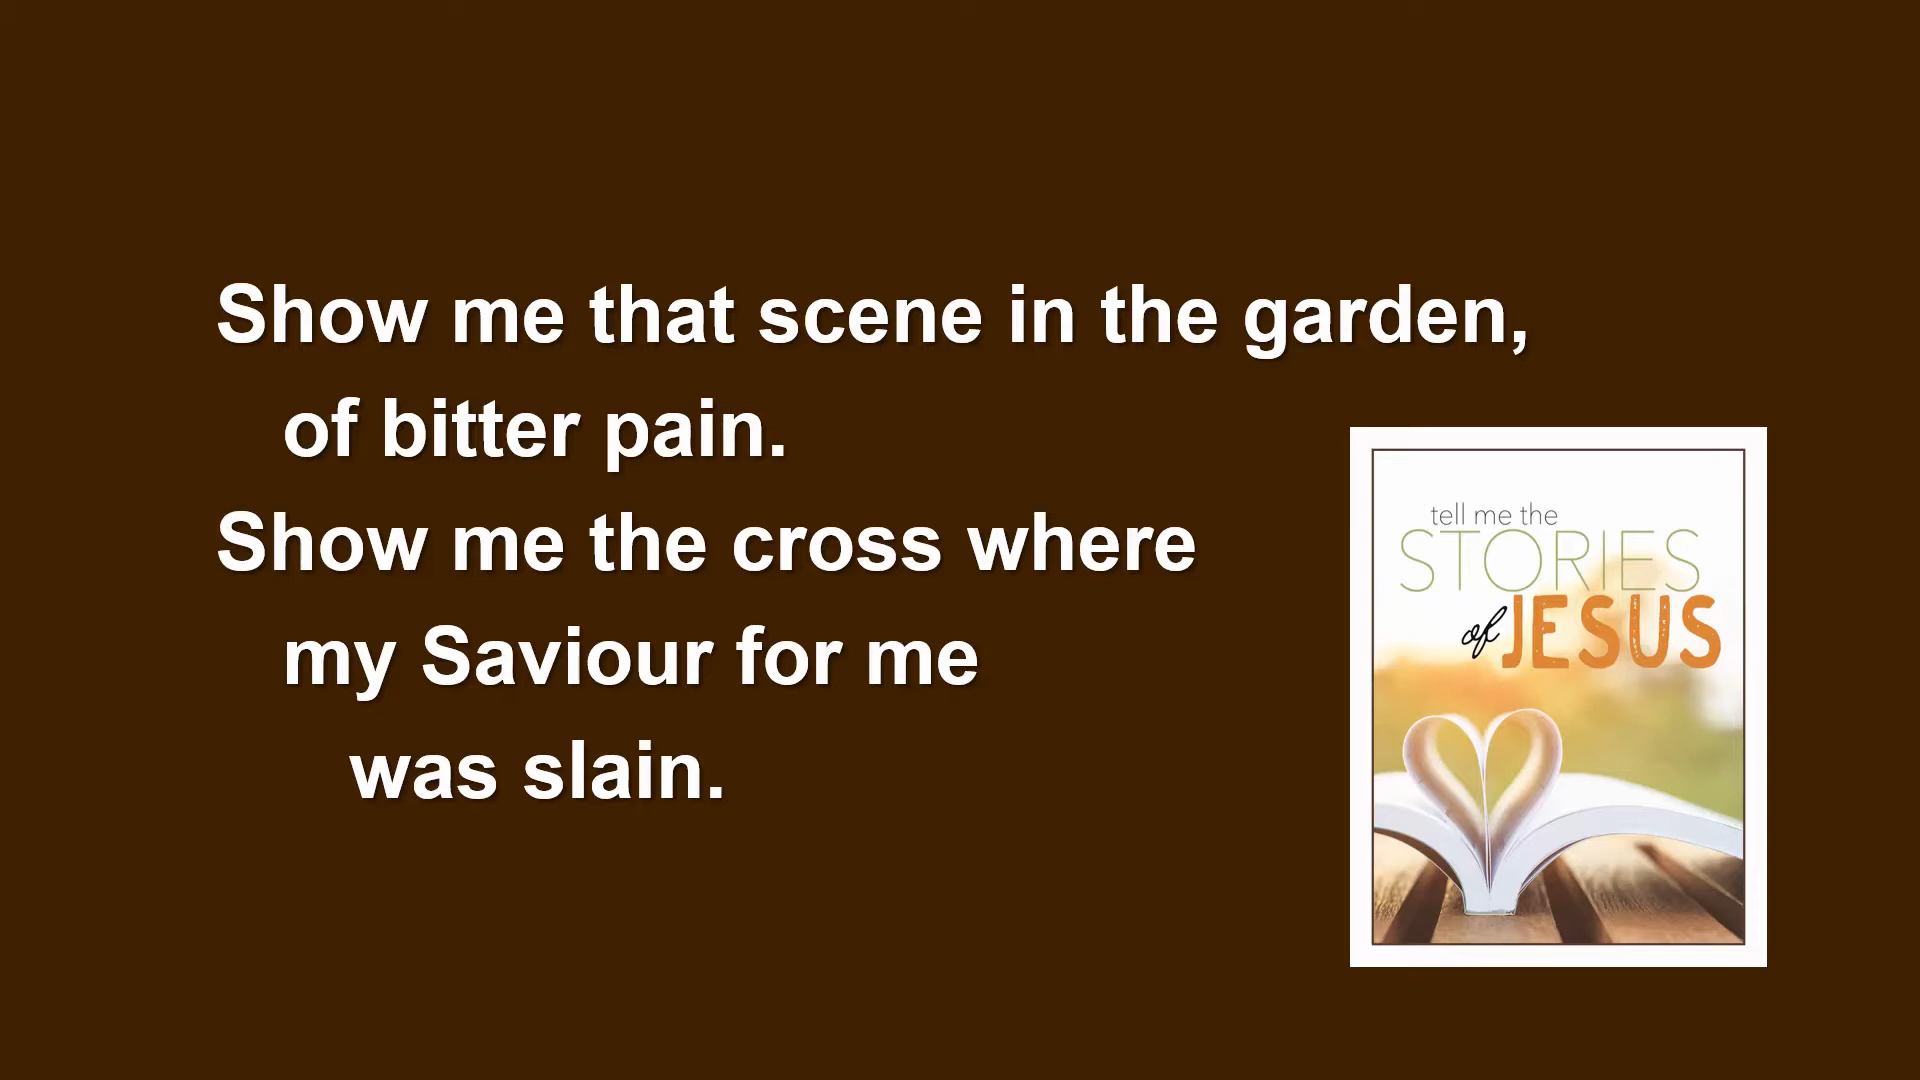 Show me that scene in the garden,
of bitter pain.
Show me the cross where
my Saviour for me
was slain.
tell me the
STORIES
of JESUS